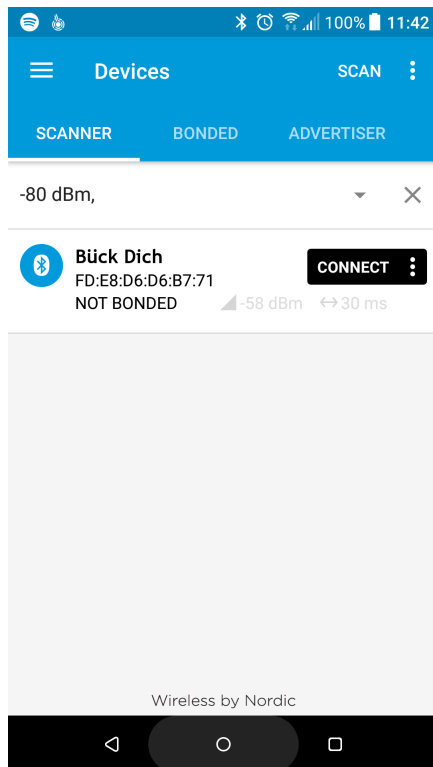 100% 11:42
Devices SCAN
SCANNER BONDED ADVERTISER
-80 dBm,
Bück Dich
CONNECT
FD:E8:D6:D6:B7:71
NOT BONDED -58 dBm 30 ms
Wireless by Nordic